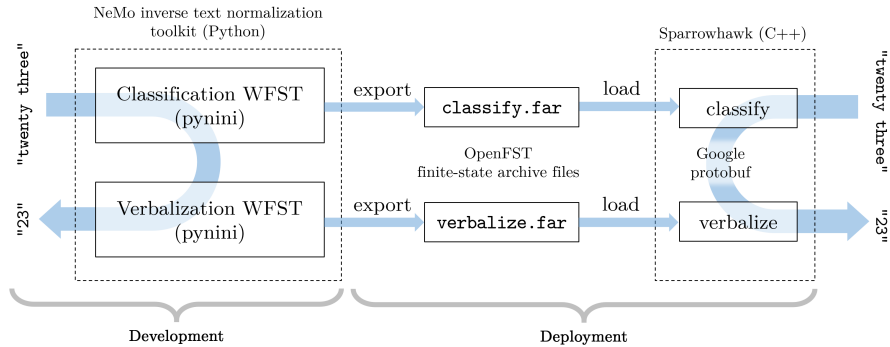 NeMo inverse text normalization
toolkit (Python)
Sparrowhawk (C++)
"twenty three"
Classification WFST
(pynini)
export
classify.far
load
classify
"twenty three"
OpenFST
finite-state archive files
Google
protobuf
"23"
Verbalization WFST
(pynini)
export
verbalize.far
load
verbalize
"23"
Development
Deployment